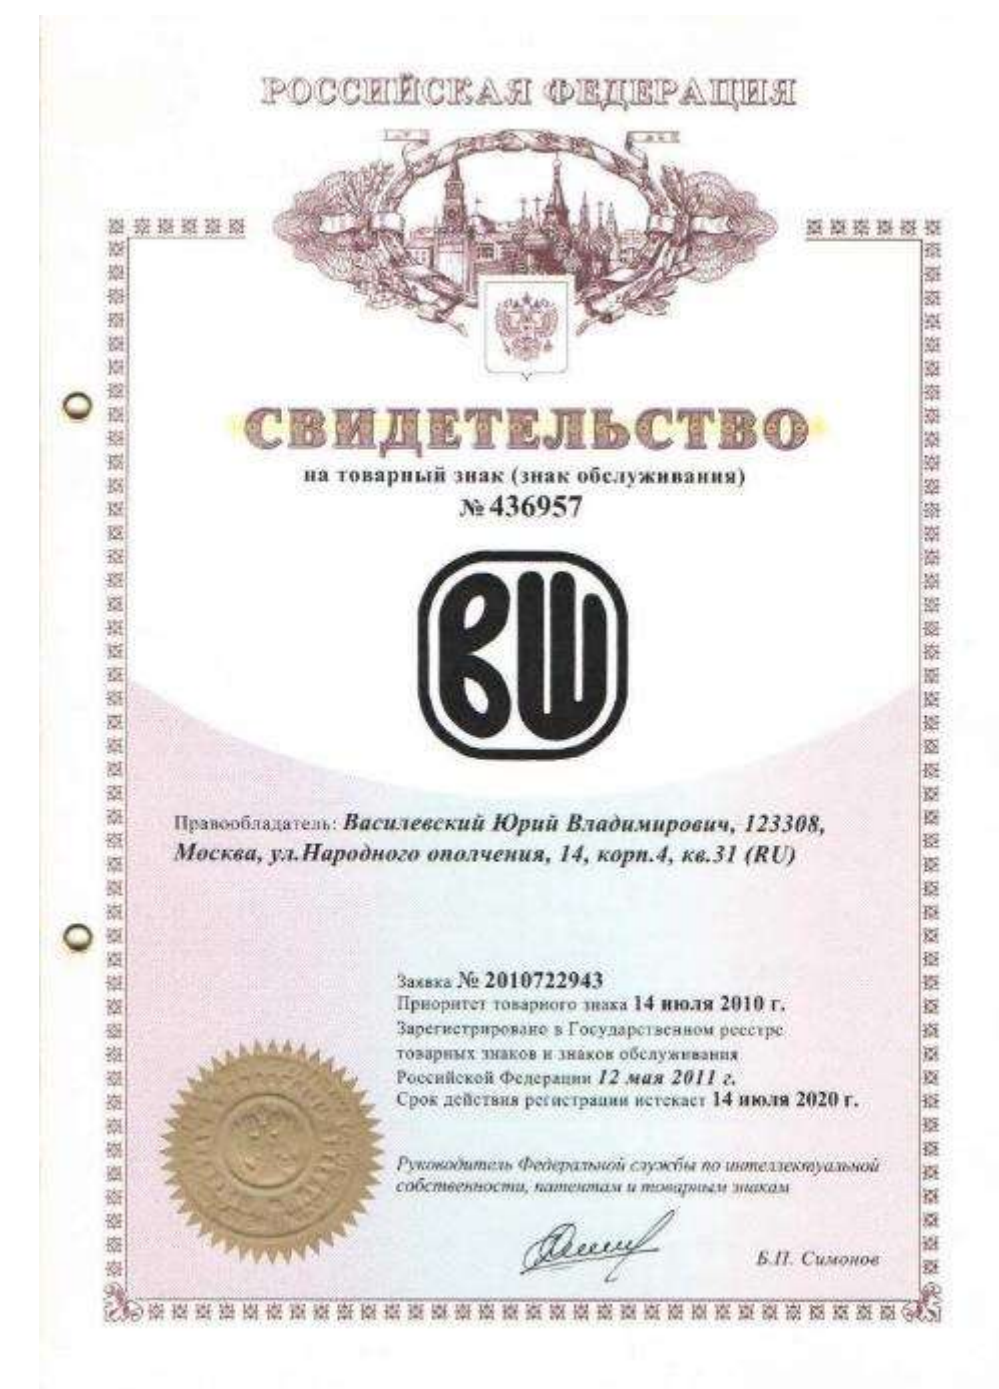 РОССИЙСКАЯ ФЕДЕРАЦИЯ
СВИДЕТЕЛЬСТВО
на товарный знак (знак обслуживания)
№ 436957
ВШ
Правообладатель: Василевский Юрий Владимирович, 123308,
Москва, ул.Народного ополчения, 14, корп.4, кв.31 (RU)
Заявка № 2010722943
Приоритет товарного знака 14 июля 2010 г.
Зарегистрировано в Государственном реестре
товарных знаков и знаков обслуживания
Российской Федерации 12 мая 2011 г.
Срок действия регистрации истекает 14 июля 2020 г.
Руководитель Федеральной службы по интеллектуальной
собственности, патентам и товарным знакам
Б.П. Симонов